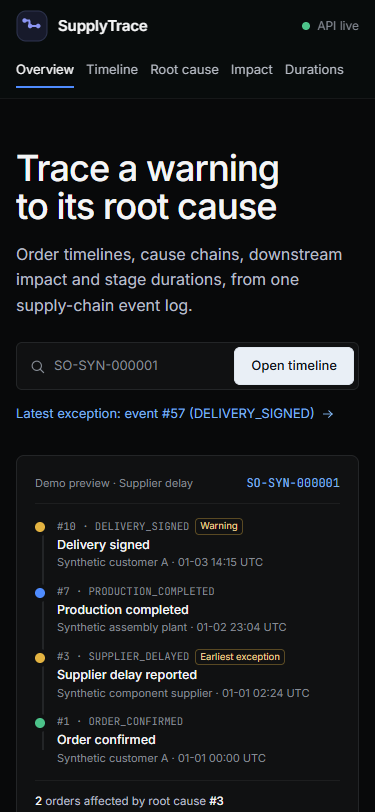 SupplyTrace
API live
Overview Timeline Root cause Impact Durations
Trace a warning
to its root cause
Order timelines, cause chains, downstream
impact and stage durations, from one
supply-chain event log.
SO-SYN-000001
Open timeline
Latest exception: event #57 (DELIVERY_SIGNED) →
Demo preview · Supplier delay
SO-SYN-000001
#10 · DELIVERY_SIGNED Warning
Delivery signed
Synthetic customer A · 01-03 14:15 UTC
#7 · PRODUCTION_COMPLETED
Production completed
Synthetic assembly plant · 01-02 23:04 UTC
#3 · SUPPLIER_DELAYED Earliest exception
Supplier delay reported
Synthetic component supplier · 01-01 02:24 UTC
#1 · ORDER_CONFIRMED
Order confirmed
Synthetic customer A · 01-01 00:00 UTC
2 orders affected by root cause #3